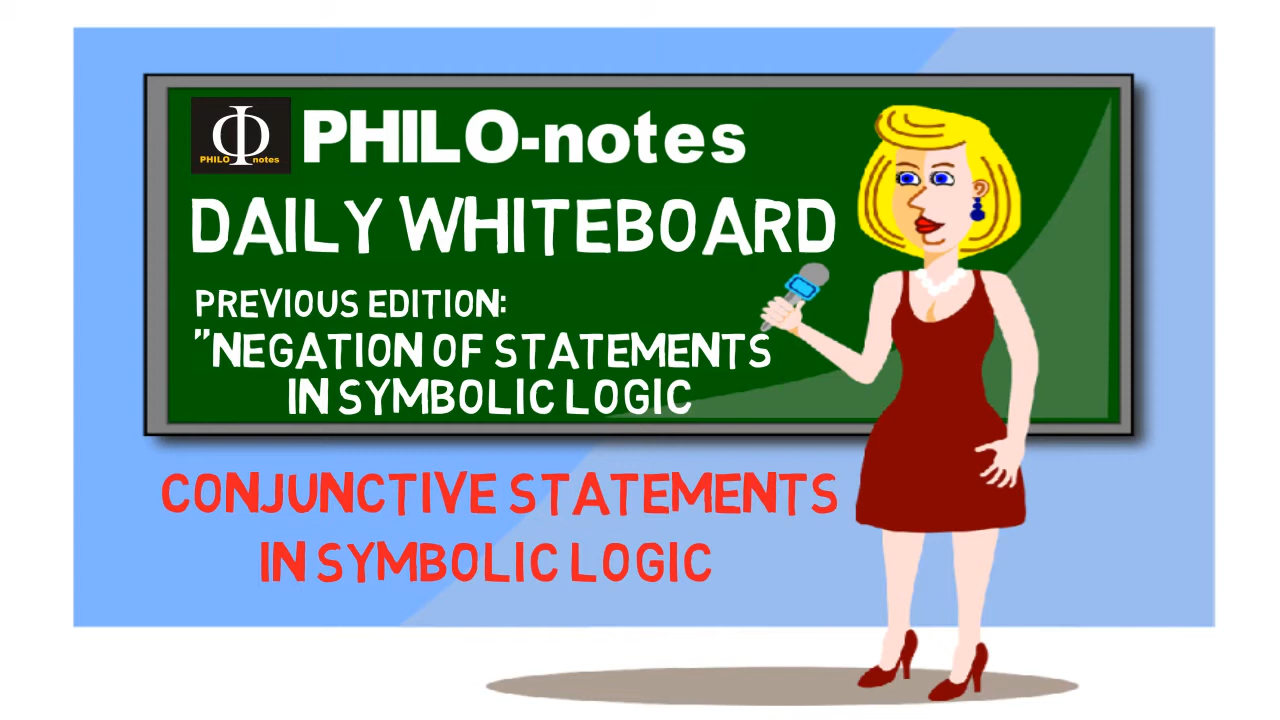 Φ
PHILO notes
PHILO-notes
DAILY WHITEBOARD
PREVIOUS EDITION:
"NEGATION OF STATEMENTS
IN SYMBOLIC LOGIC
CONJUNCTIVE STATEMENTS
IN SYMBOLIC LOGIC